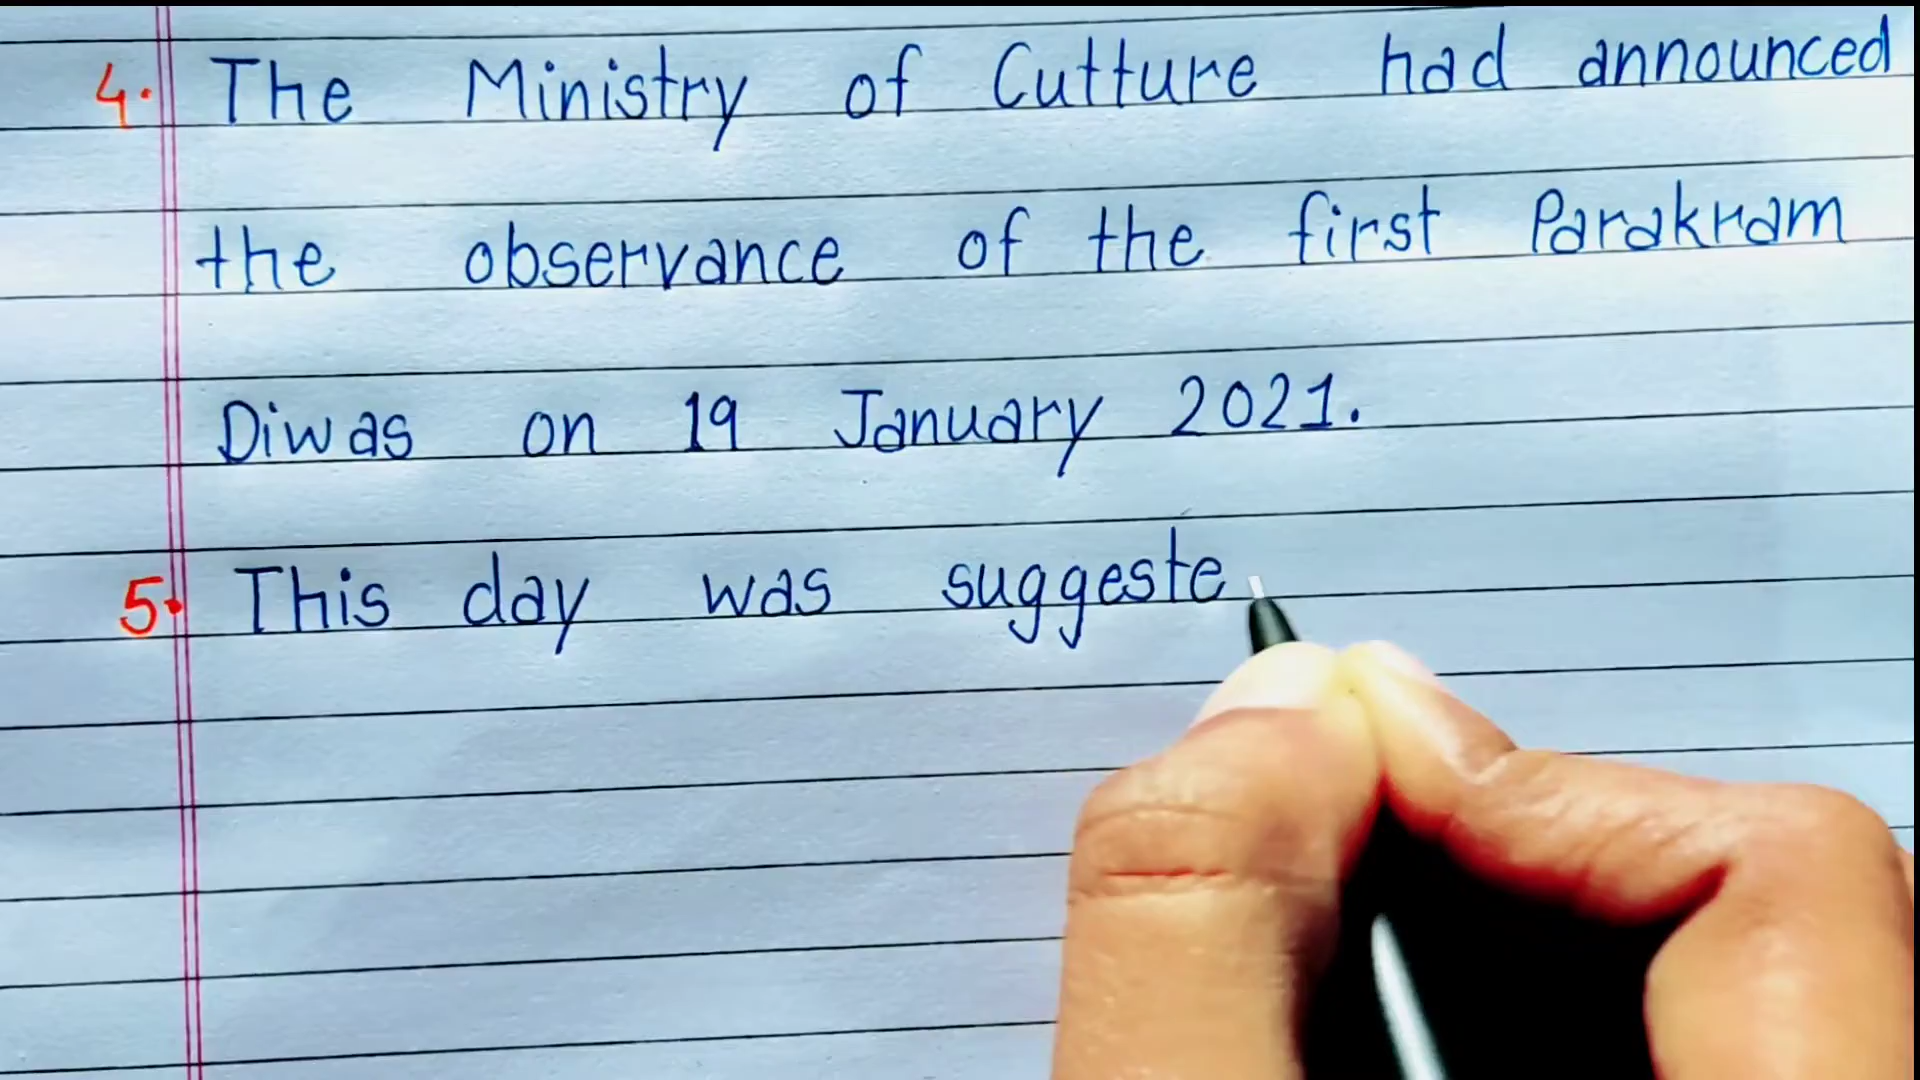 4. The Ministry of Cutture had announced
the observance of the first Parakram
Diwas on 19 January 2021.
5. This day was suggeste